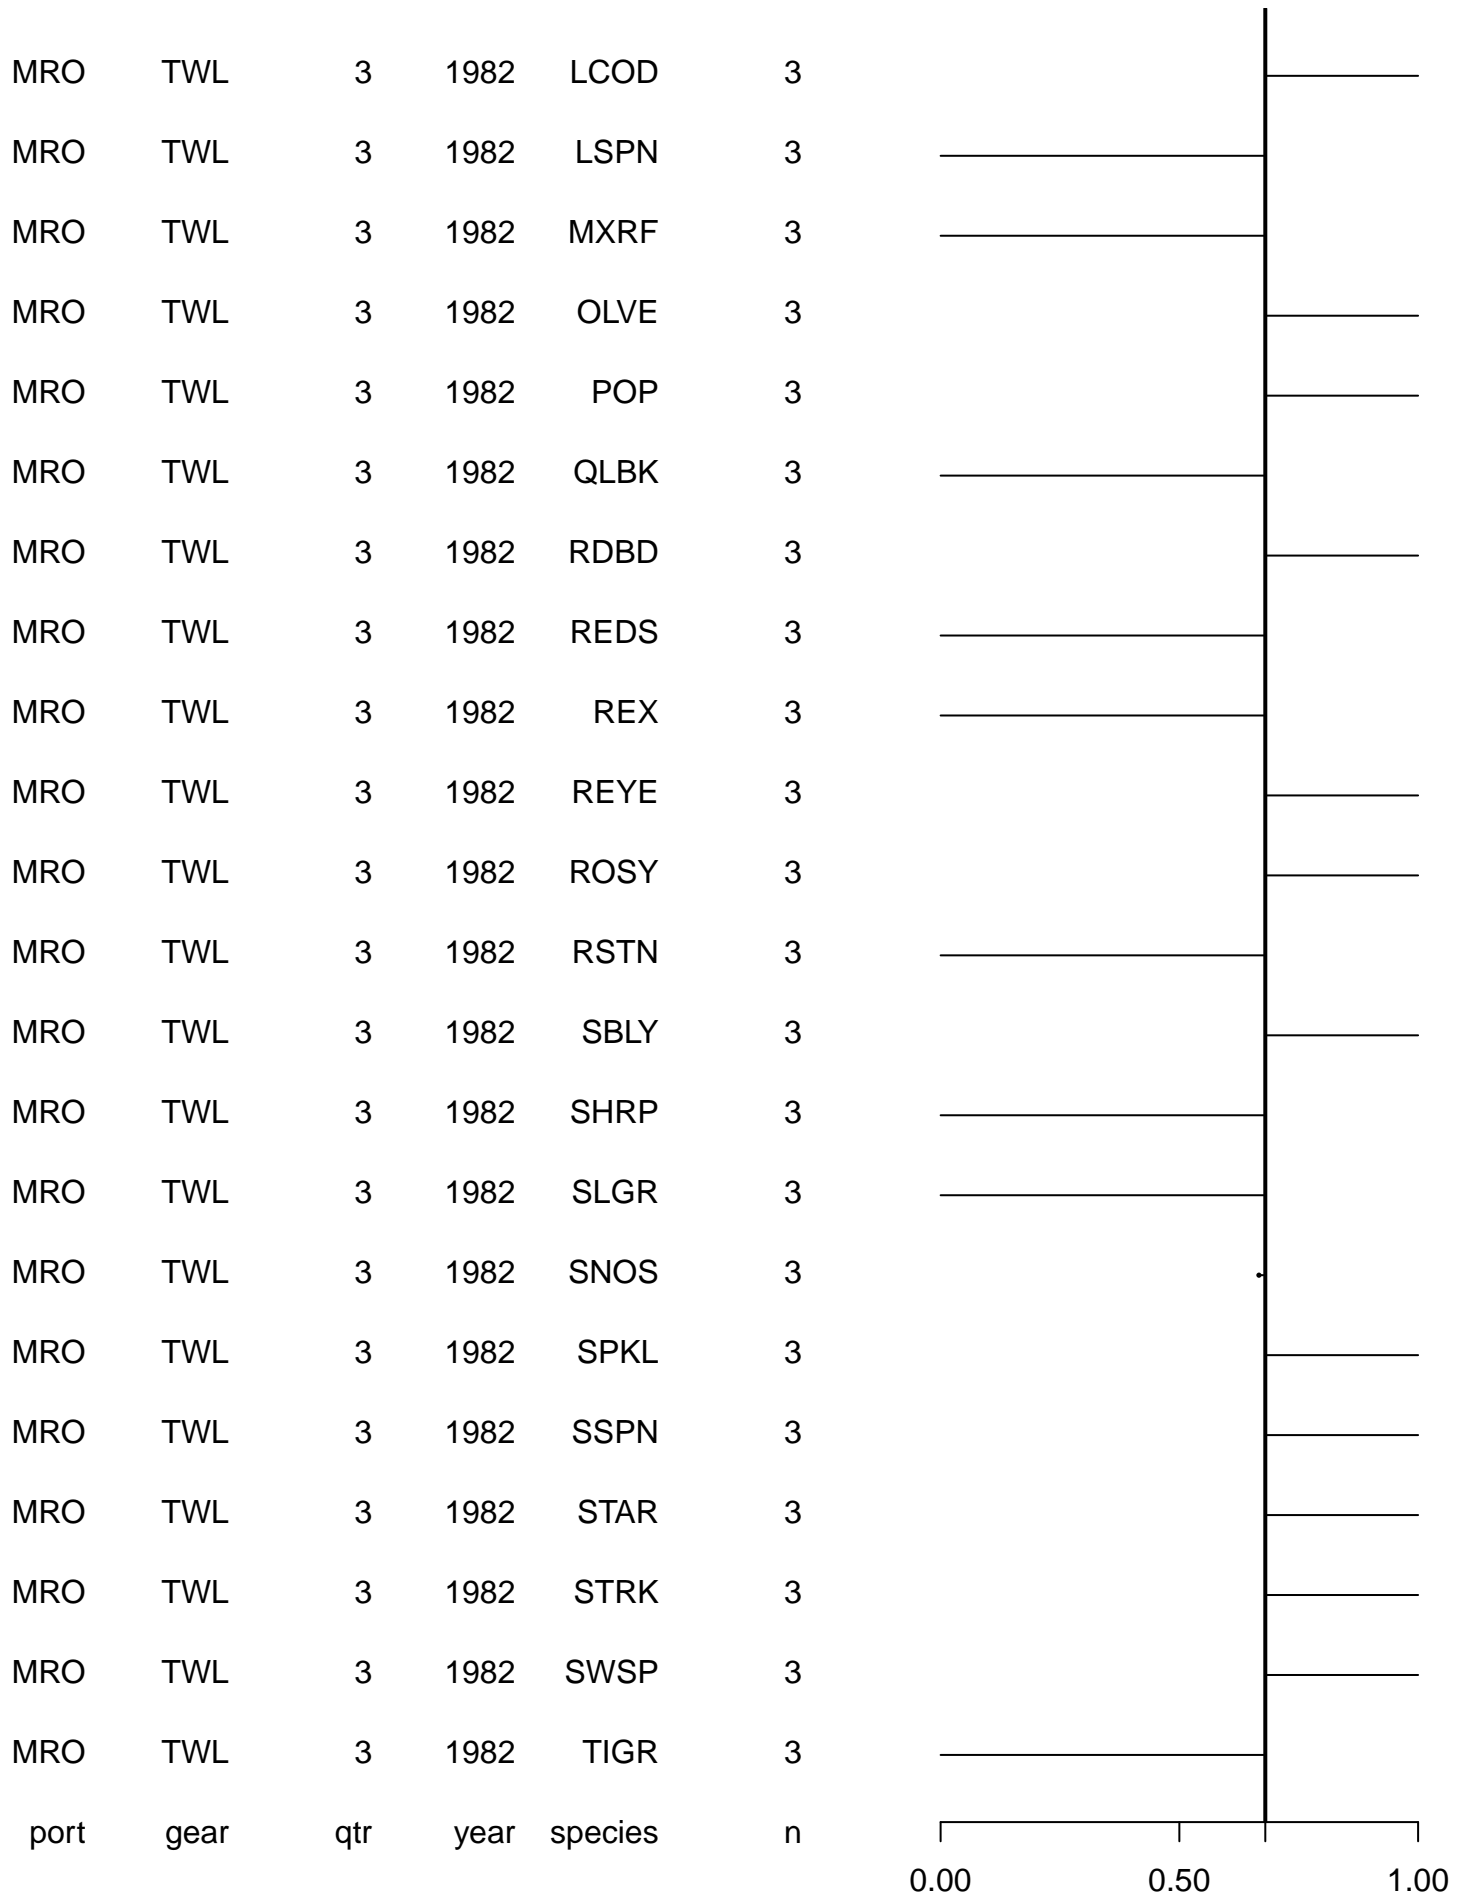 MRO TWL 3 1982 LCOD 3
MRO TWL 3 1982 LSPN 3
MRO TWL 3 1982 MXRF 3
MRO TWL 3 1982 OLVE 3
MRO TWL 3 1982 POP 3
MRO TWL 3 1982 QLBK 3
MRO TWL 3 1982 RDBD 3
MRO TWL 3 1982 REDS 3
MRO TWL 3 1982 REX 3
MRO TWL 3 1982 REYE 3
MRO TWL 3 1982 ROSY 3
MRO TWL 3 1982 RSTN 3
MRO TWL 3 1982 SBLY 3
MRO TWL 3 1982 SHRP 3
MRO TWL 3 1982 SLGR 3
MRO TWL 3 1982 SNOS 3
MRO TWL 3 1982 SPKL 3
MRO TWL 3 1982 SSPN 3
MRO TWL 3 1982 STAR 3
MRO TWL 3 1982 STRK 3
MRO TWL 3 1982 SWSP 3
MRO TWL 3 1982 TIGR 3
port gear qtr year species n
0.00 0.50 1.00